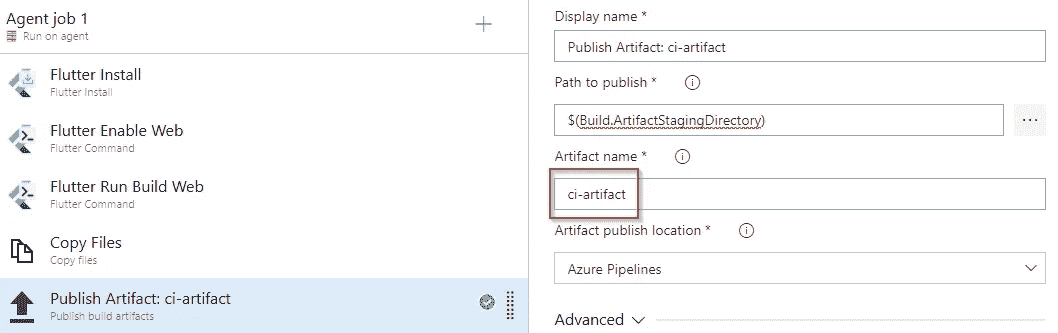 Agent job 1
Run on agent
Flutter Install
Flutter Install
Flutter Enable Web
Flutter Command
Flutter Run Build Web
Flutter Command
Copy Files
Copy files
Publish Artifact: ci-artifact
Publish build artifacts
Display name *
Publish Artifact: ci-artifact
Path to publish *
$(Build.ArtifactStagingDirectory)
Artifact name *
ci-artifact
Artifact publish location *
Azure Pipelines
Advanced